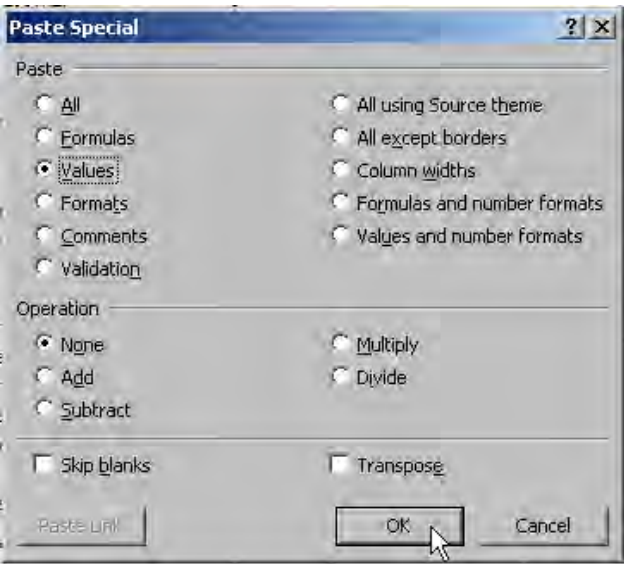 Paste Special
Paste
All
Formulas
Values
Formats
Comments
Validation
All using Source theme
All except borders
Column widths
Formulas and number formats
Values and number formats
Operation
None
Add
Subtract
Multiply
Divide
Skip blanks
Transpose
Paste Link
OK
Cancel